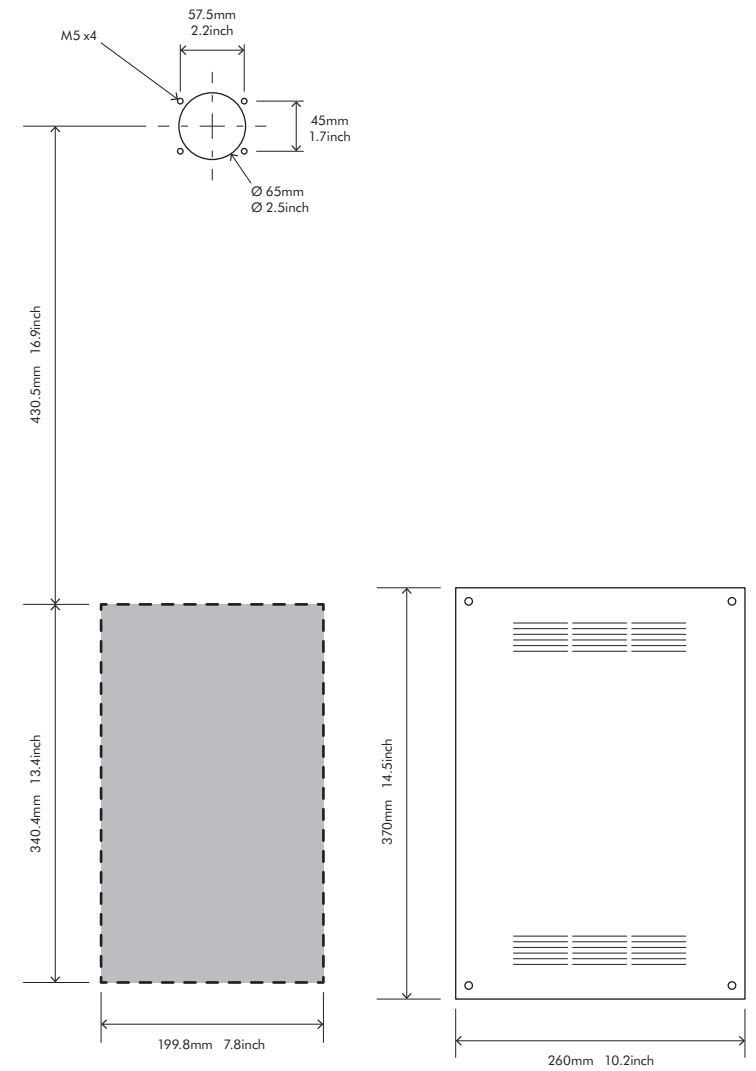 57.5mm
2.2inch
M5 x4
45mm
1.7inch
Ø 65mm
Ø 2.5inch
430.5mm 16.9inch
340.4mm 13.4inch
370mm 14.5inch
199.8mm 7.8inch
260mm 10.2inch